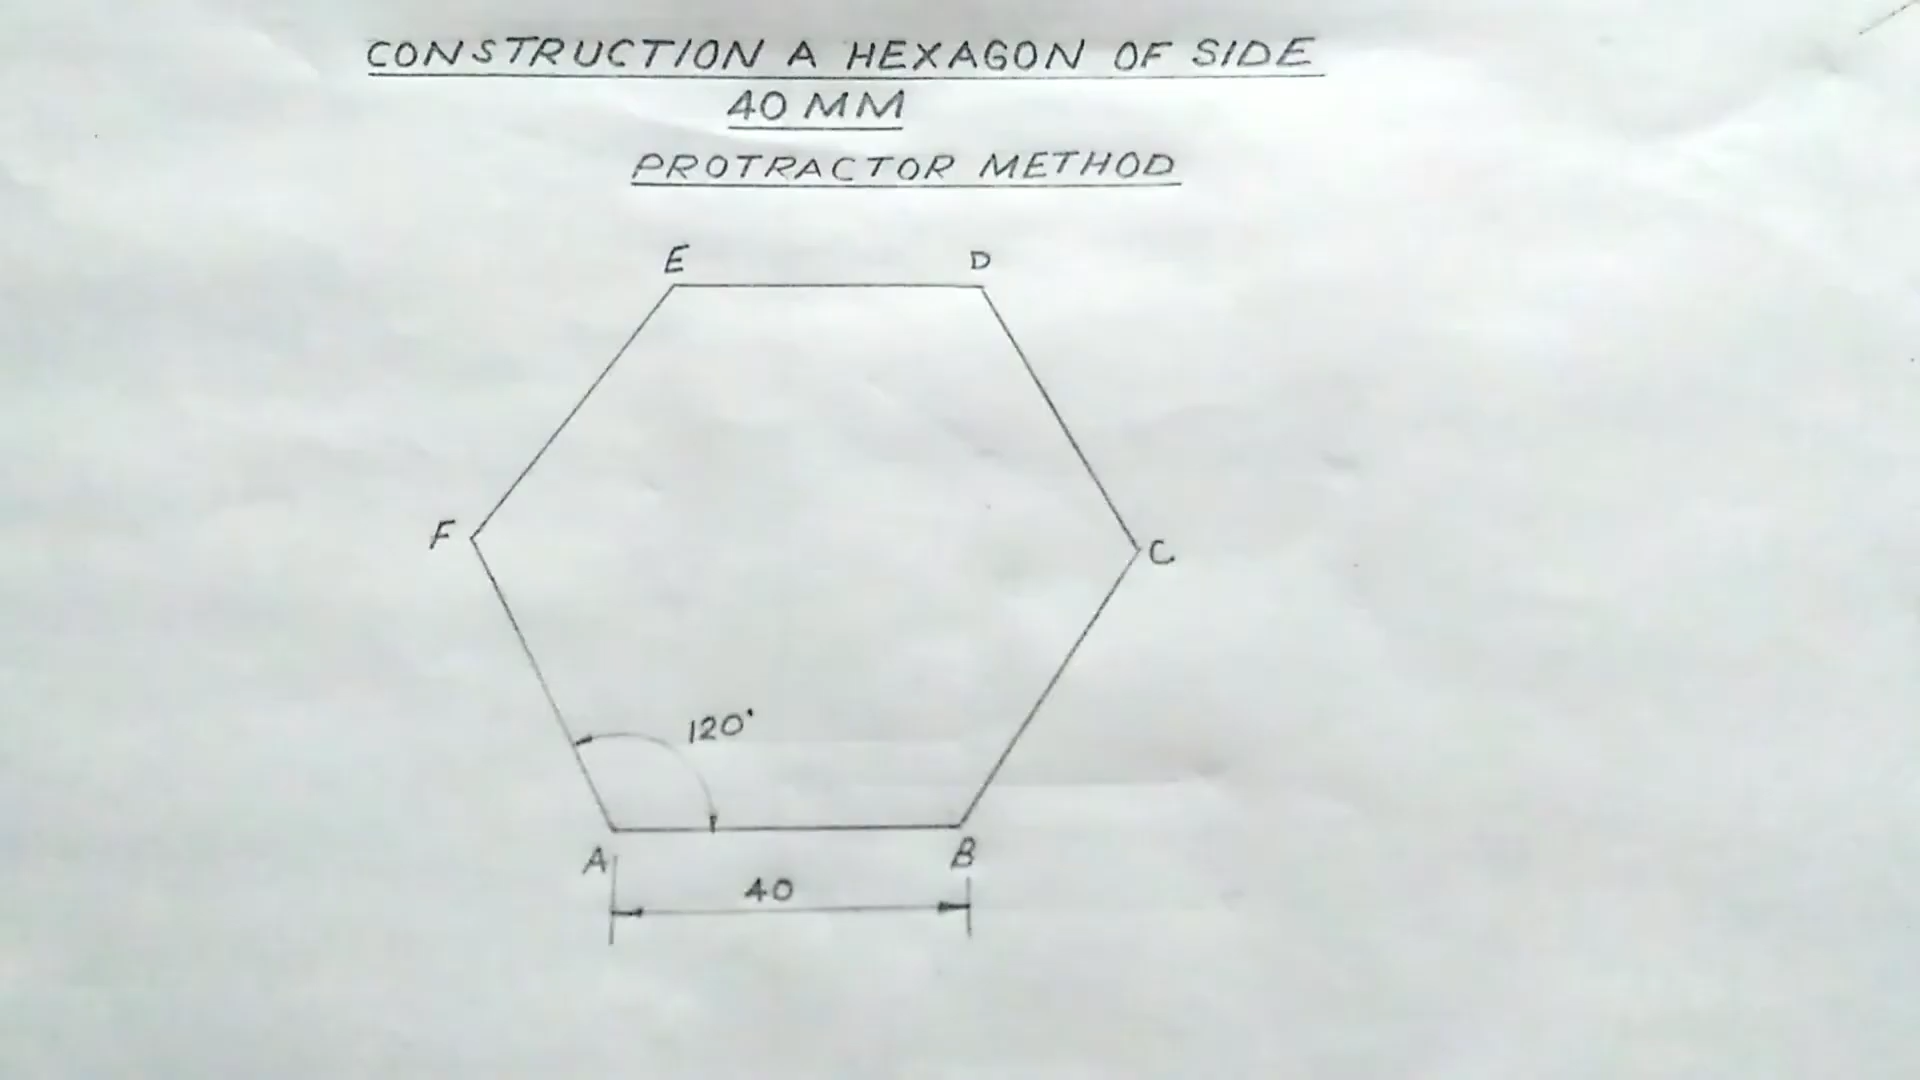 CONSTRUCTION A HEXAGON OF SIDE
40 MM
PROTRACTOR METHOD
E D
F C
120°
A B
40